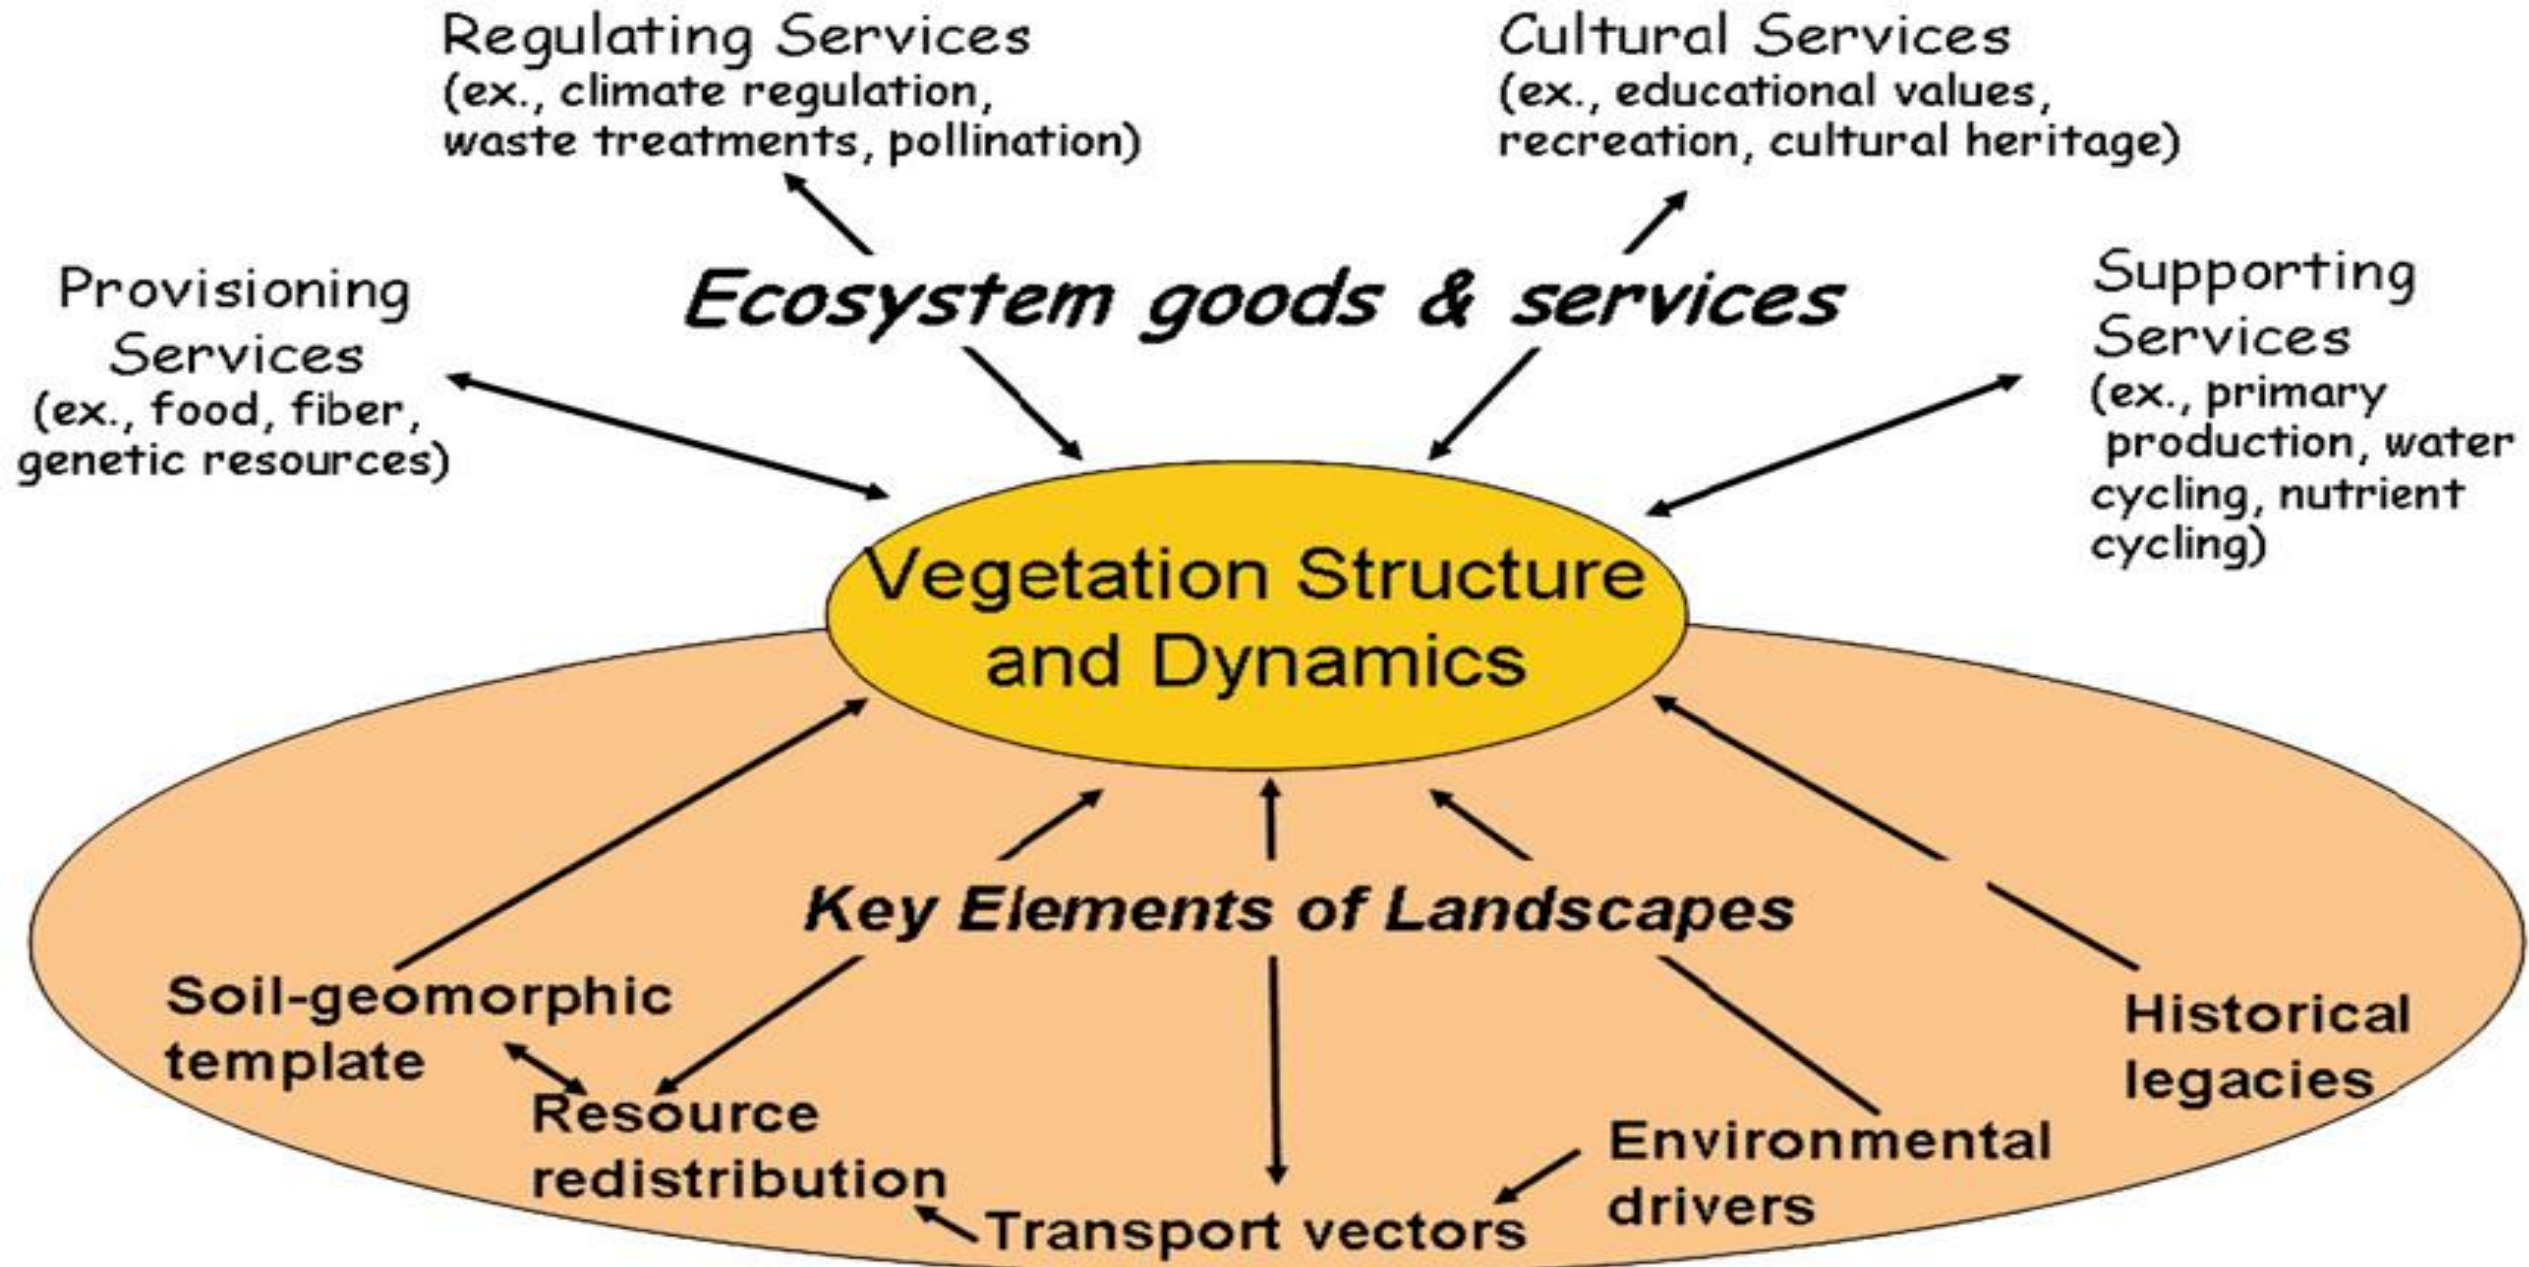 Regulating Services
(ex., climate regulation,
waste treatments, pollination)
Cultural Services
(ex., educational values,
recreation, cultural heritage)
Provisioning
Services
(ex., food, fiber,
genetic resources)
Ecosystem goods & services
Supporting
Services
(ex., primary
production, water
cycling, nutrient
cycling)
Vegetation Structure
and Dynamics
Key Elements of Landscapes
Soil-geomorphic
template
Resource
redistribution
Transport vectors
Environmental
drivers
Historical
legacies